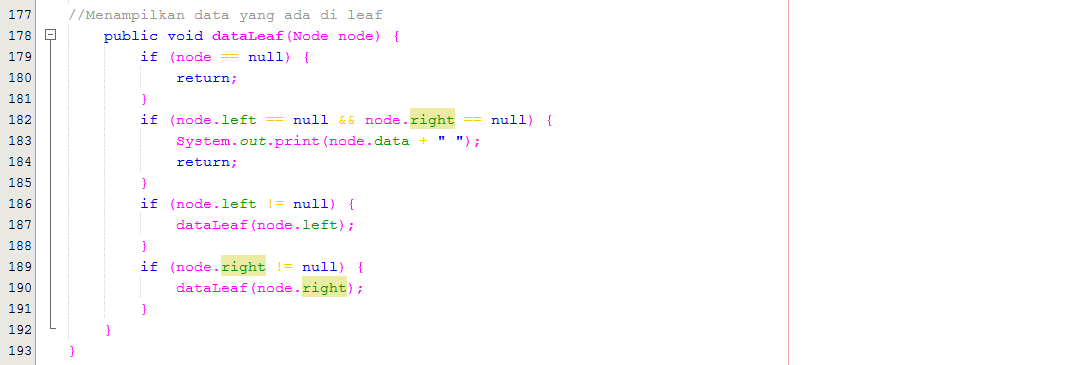 177 //Menampilkan data yang ada di leaf
178 public void dataLeaf(Node node) {
179 if (node == null) {
180 return;
181 }
182 if (node.left == null && node.right == null) {
183 System.out.print(node.data + " ");
184 return;
185 }
186 if (node.left != null) {
187 dataLeaf(node.left);
188 }
189 if (node.right != null) {
190 dataLeaf(node.right);
191 }
192 }
193 }